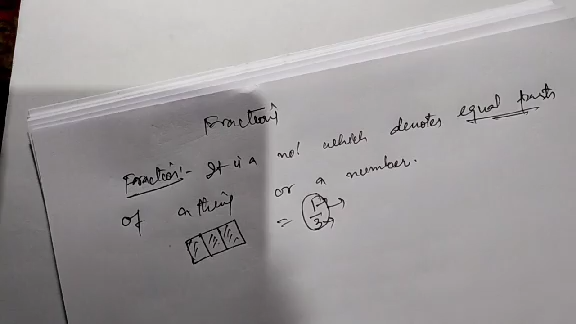 Fraction
Fraction:- It is a no. which denotes equal parts
of a thing or a number.
= 1/3